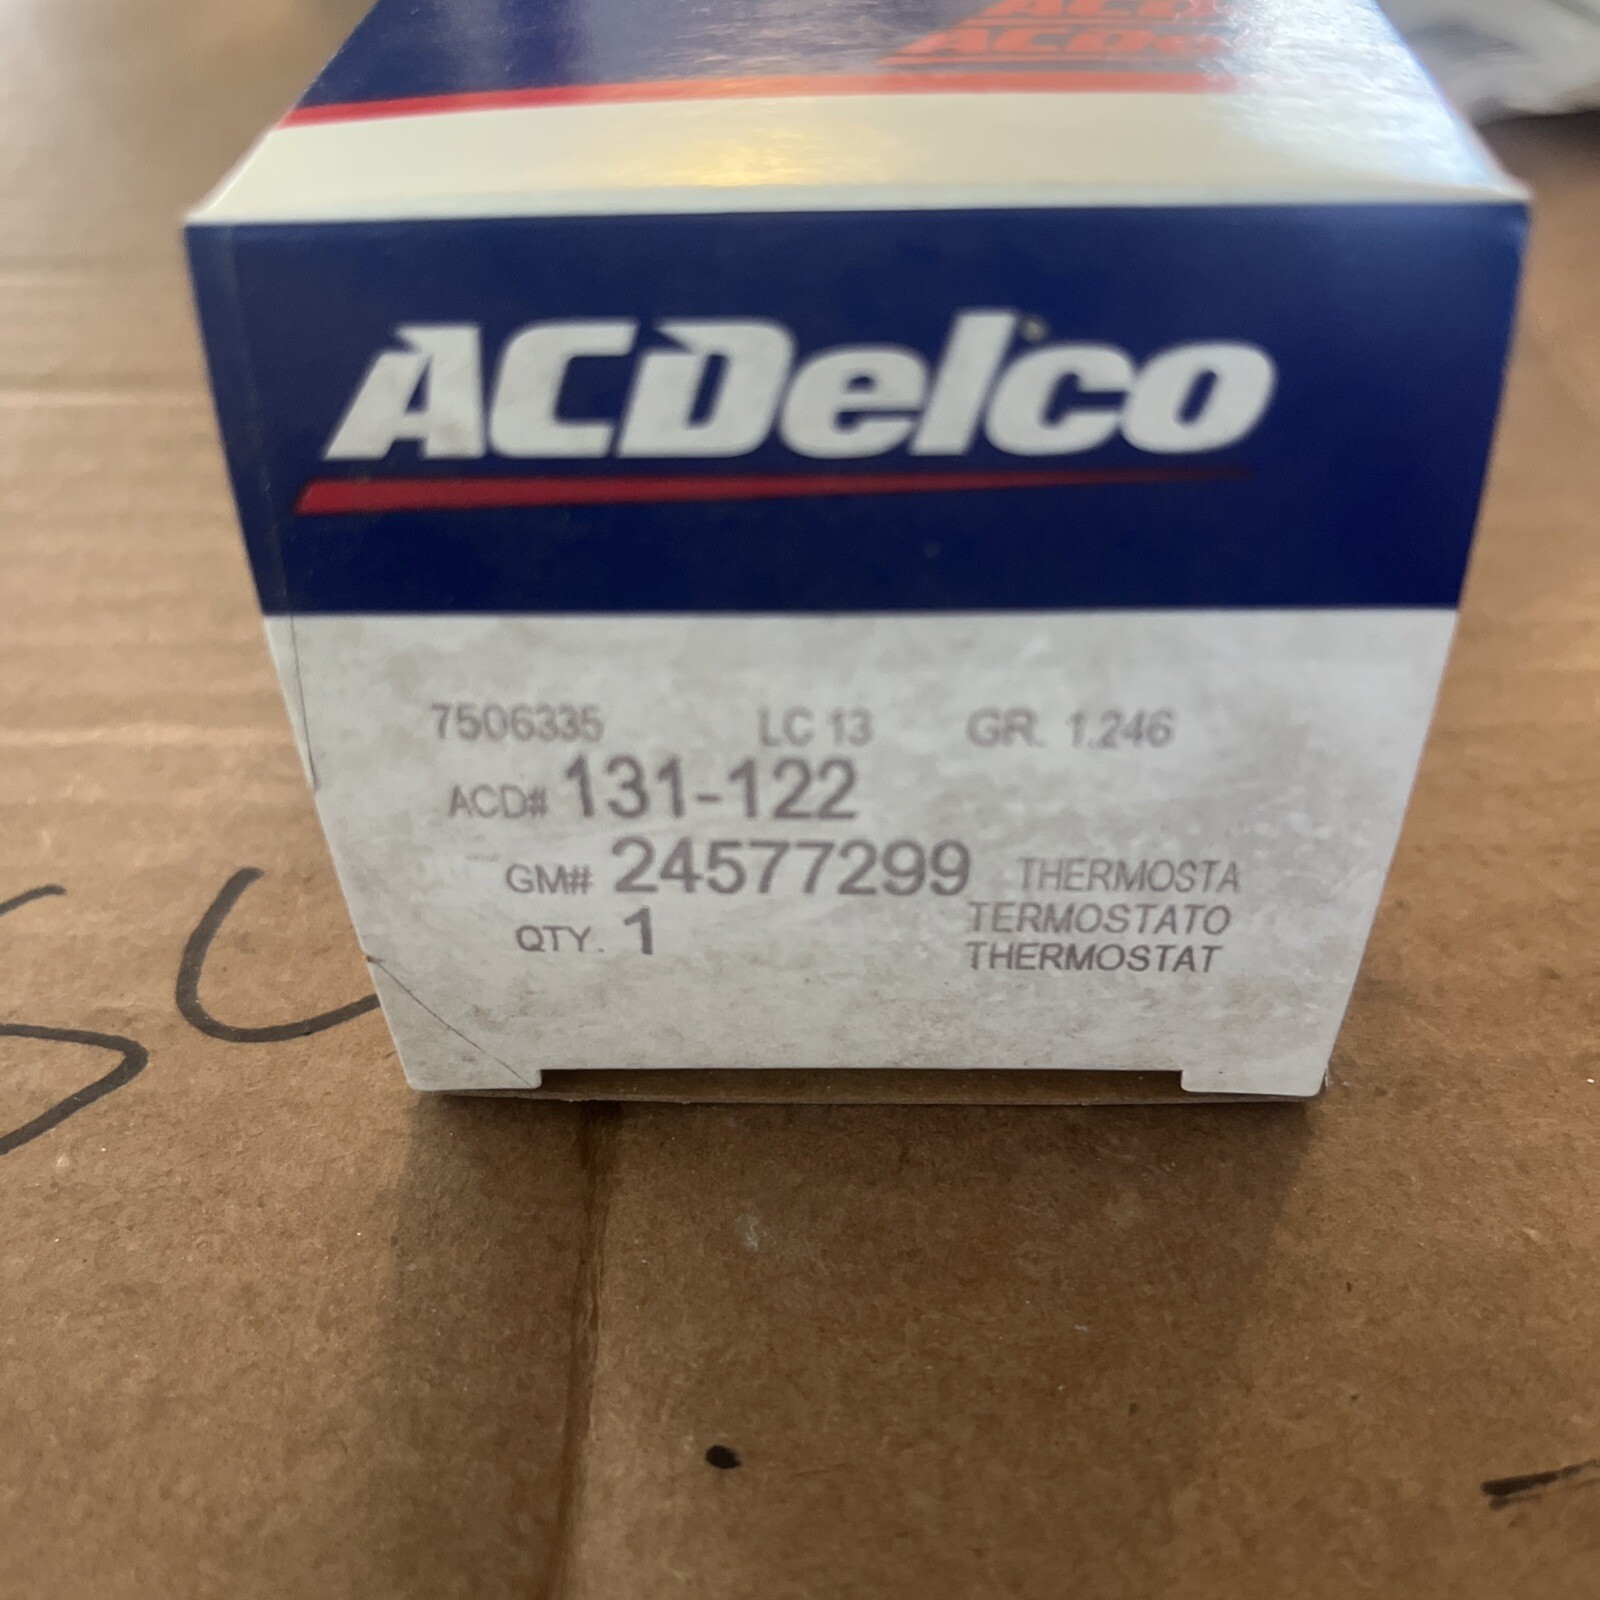 ACDelco
7506335 LC 13 GR. 1.246
ACD# 131-122
GM# 24577299 THERMOSTA
QTY. 1 TERMOSTATO
THERMOSTAT